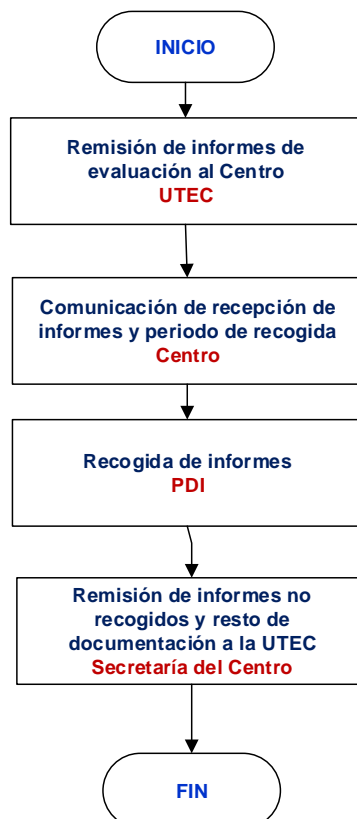 INICIO
Remisión de informes de
evaluación al Centro
UTEC
Comunicación de recepción de
informes y periodo de recogida
Centro
Recogida de informes
PDI
Remisión de informes no
recogidos y resto de
documentación a la UTEC
Secretaría del Centro
FIN